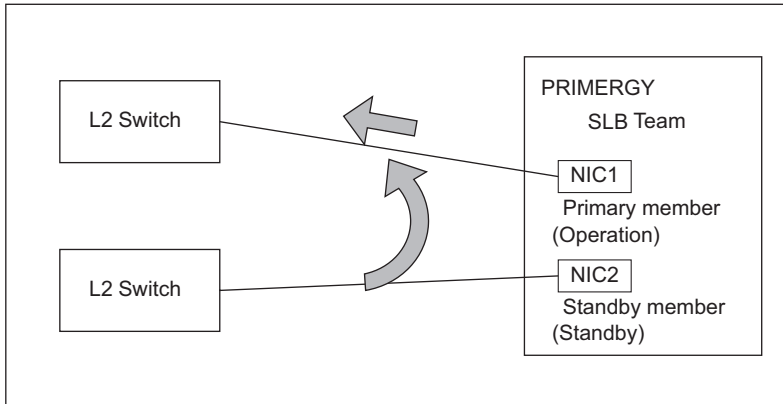 PRIMERGY
SLB Team
L2 Switch
NIC1
Primary member
(Operation)
L2 Switch
NIC2
Standby member
(Standby)